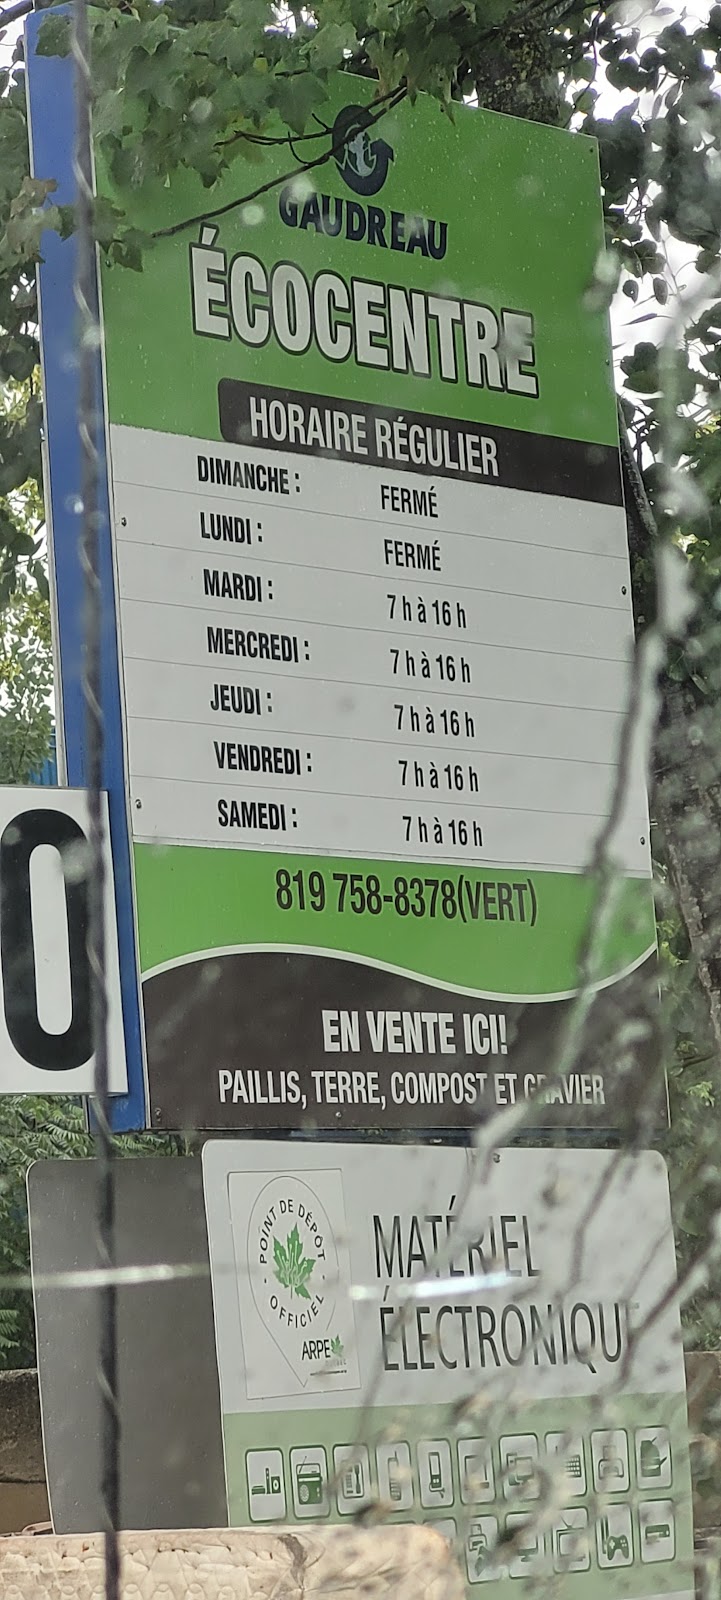 GAUDREAU
ÉCOCENTRE
HORAIRE RÉGULIER
DIMANCHE : FERMÉ
LUNDI : FERMÉ
MARDI : 7 h à 16 h
MERCREDI : 7 h à 16 h
JEUDI : 7 h à 16 h
VENDREDI : 7 h à 16 h
SAMEDI : 7 h à 16 h
819 758-8378(VERT)
EN VENTE ICI!
PAILLIS, TERRE, COMPOST ET GRAVIER
0
POINT DE DÉPÔT
OFFICIEL
ARPE
MATÉRIEL
ÉLECTRONIQUE